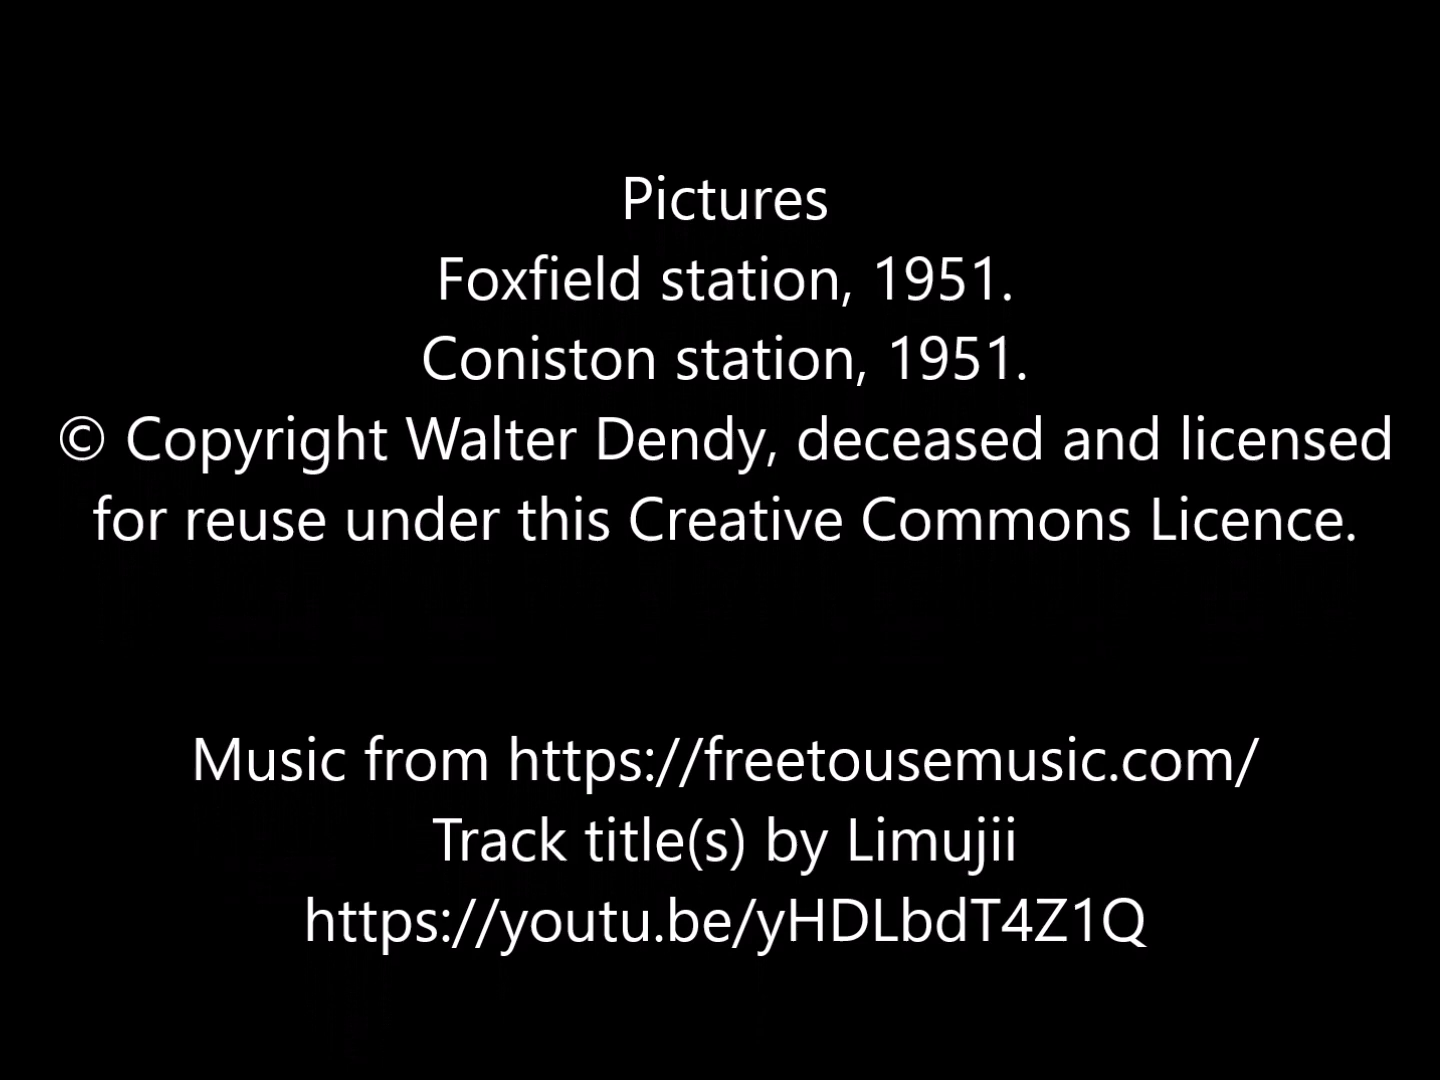 Pictures
Foxfield station, 1951.
Coniston station, 1951.
© Copyright Walter Dendy, deceased and licensed
for reuse under this Creative Commons Licence.
Music from https://freetousemusic.com/
Track title(s) by Limujii
https://youtu.be/yHDLbdT4Z1Q